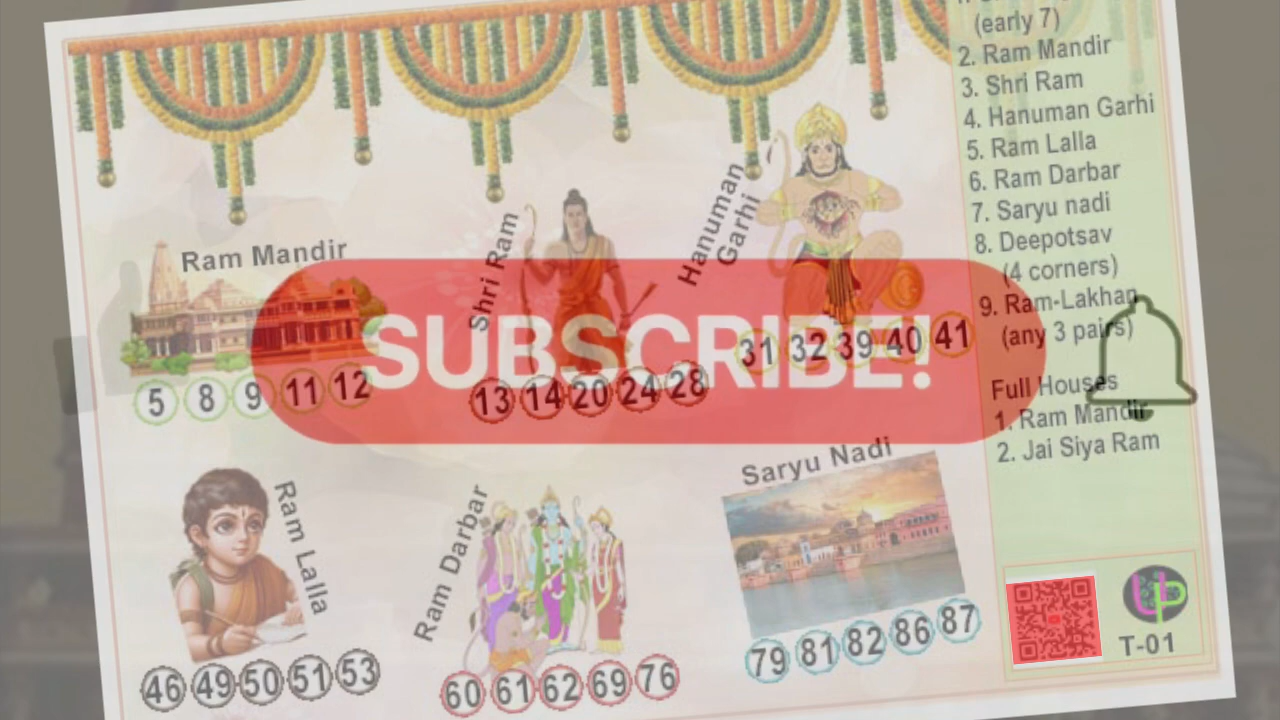 (early 7)
2. Ram Mandir
3. Shri Ram
4. Hanuman Garhi
5. Ram Lalla
6. Ram Darbar
7. Saryu nadi
8. Deepotsav
(4 corners)
9. Ram-Lakhan
(any 3 pairs)
Full Houses
1. Ram Mandir
2. Jai Siya Ram
Ram Mandir
5 8 9 11 12
Shri Ram
13 14 20 24 28
Hanuman
Garhi
31 32 39 40 41
SUBSCRIBE!
Ram Lalla
46 49 50 51 53
Ram Darbar
60 61 62 69 76
Saryu Nadi
79 81 82 86 87
T-01